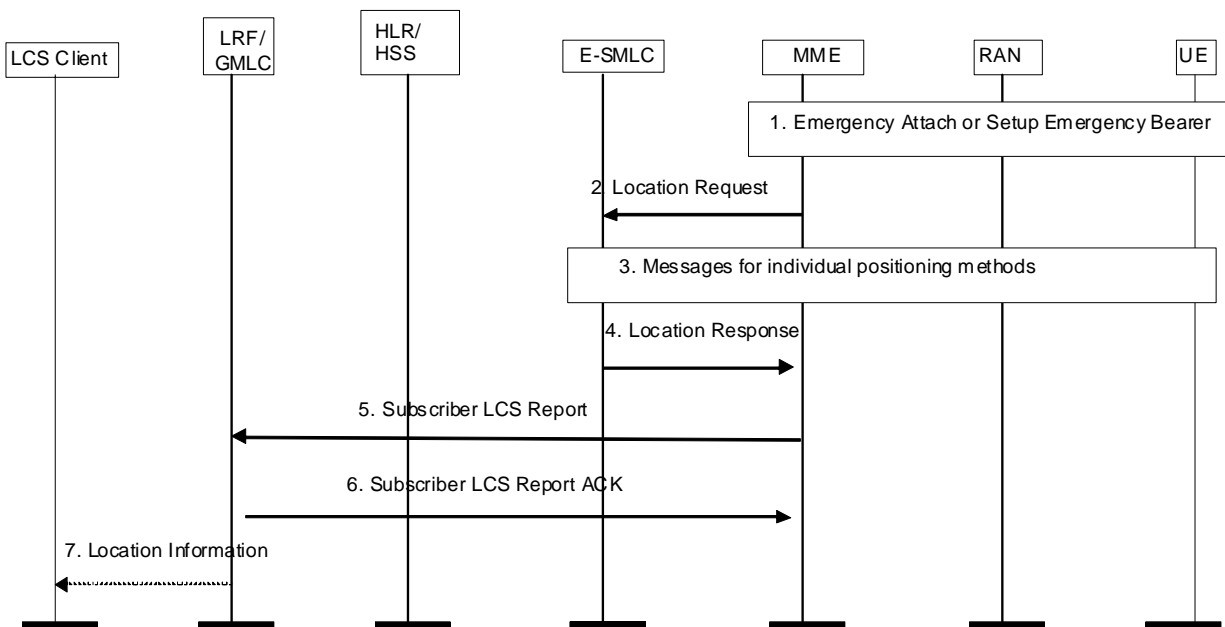 LCS Client
LRF/
GMLC
HLR/
HSS
E-SMLC
MME
RAN
UE
1. Emergency Attach or Setup Emergency Bearer
2. Location Request
3. Messages for individual positioning methods
4. Location Response
5. Subscriber LCS Report
6. Subscriber LCS Report ACK
7. Location Information